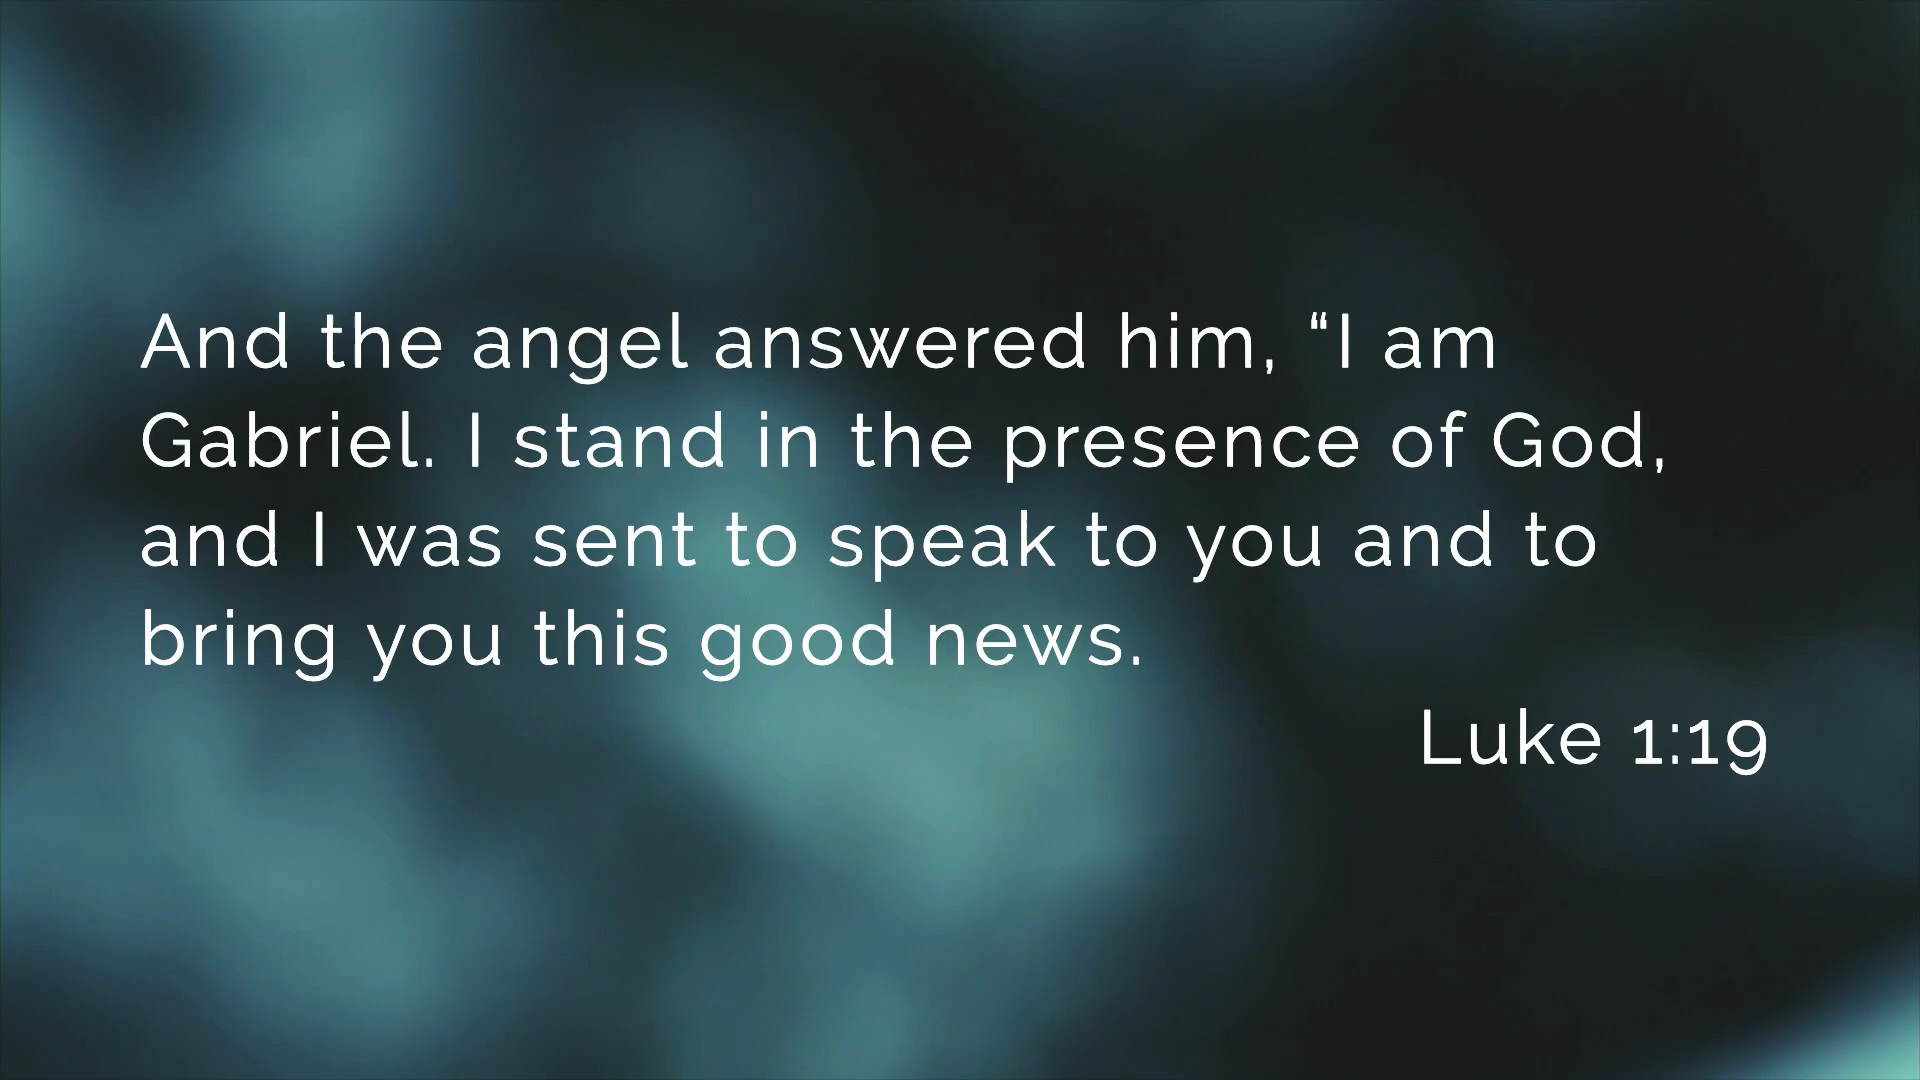 And the angel answered him, “I am
Gabriel. I stand in the presence of God,
and I was sent to speak to you and to
bring you this good news.
Luke 1:19